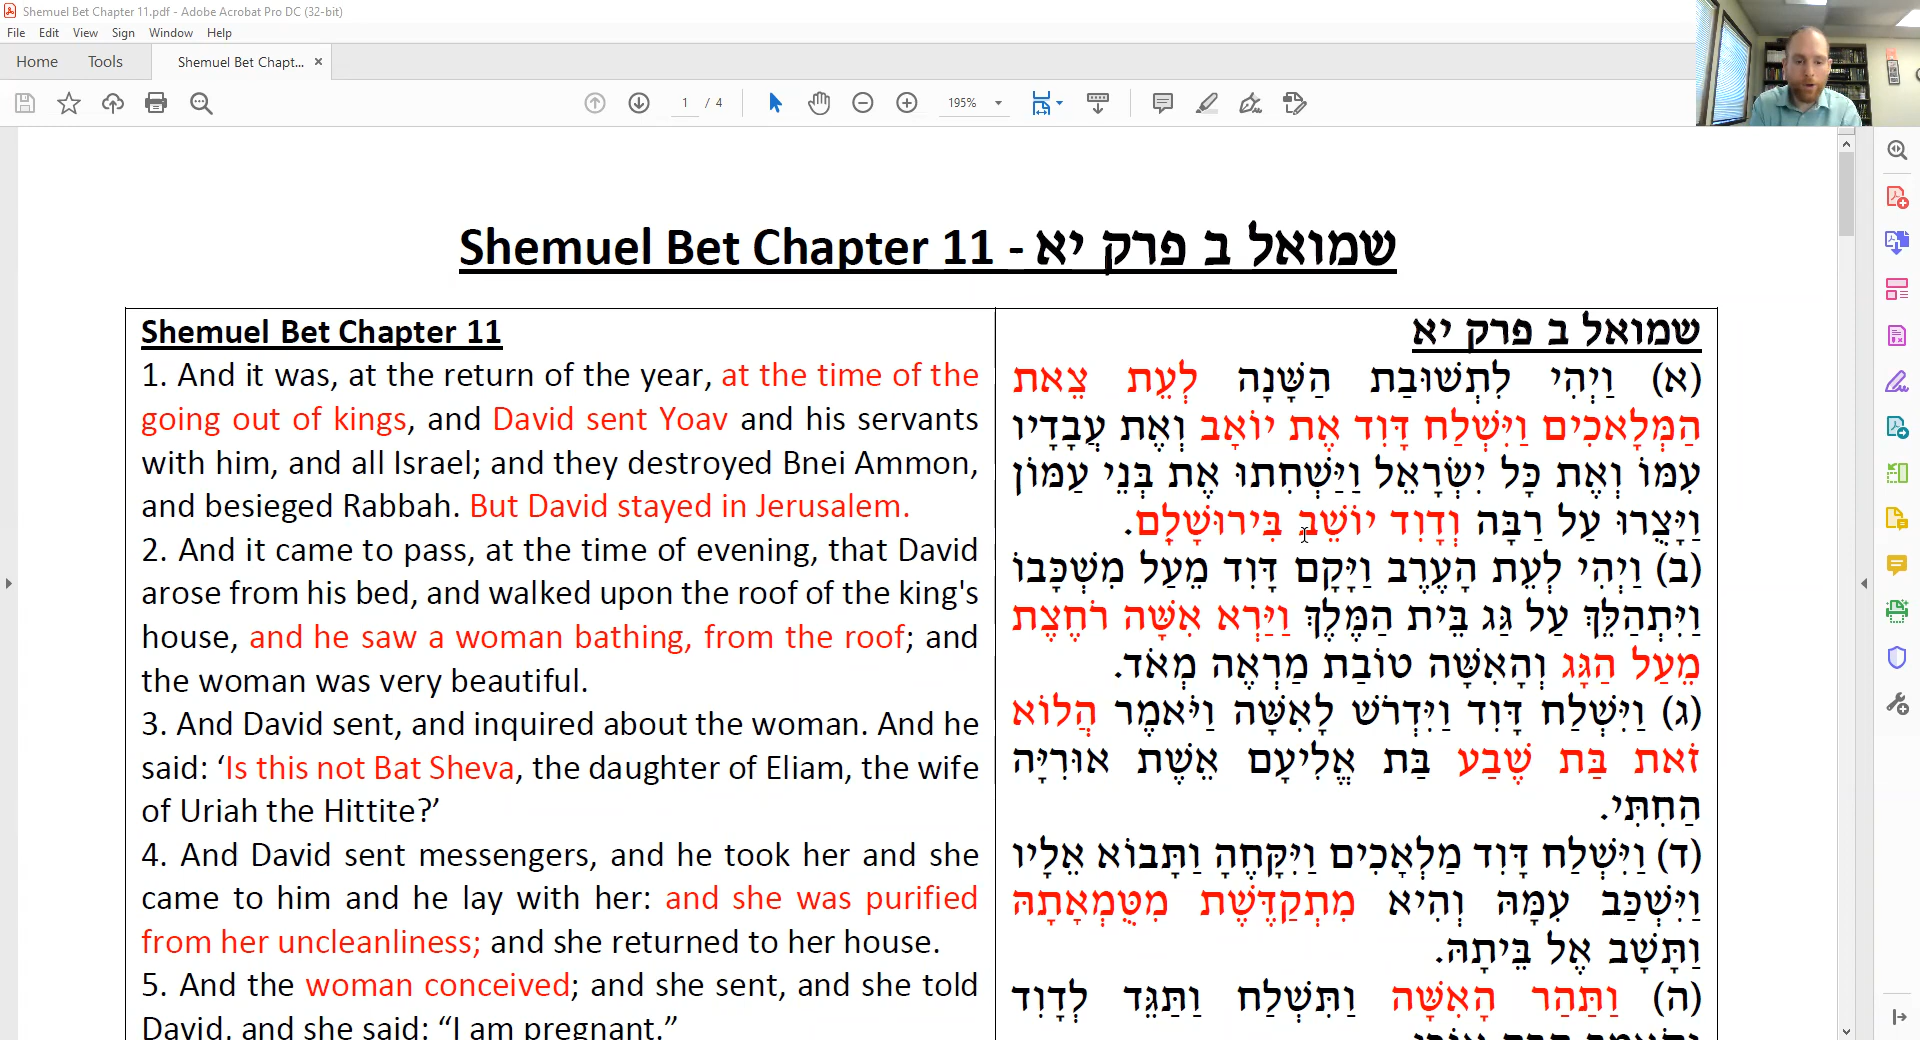 Shemuel Bet Chapter 11.pdf - Adobe Acrobat Pro DC (32-bit)
File Edit View Sign Window Help
Home Tools Shemuel Bet Chapt... ×
1 / 4 195%
Shemuel Bet Chapter 11 - שמואל ב פרק יא
Shemuel Bet Chapter 11
1. And it was, at the return of the year, at the time of the
going out of kings, and David sent Yoav and his servants
with him, and all Israel; and they destroyed Bnei Ammon,
and besieged Rabbah. But David stayed in Jerusalem.
2. And it came to pass, at the time of evening, that David
arose from his bed, and walked upon the roof of the king's
house, and he saw a woman bathing, from the roof; and
the woman was very beautiful.
3. And David sent, and inquired about the woman. And he
said: ‘Is this not Bat Sheva, the daughter of Eliam, the wife
of Uriah the Hittite?’
4. And David sent messengers, and he took her and she
came to him and he lay with her: and she was purified
from her uncleanliness; and she returned to her house.
5. And the woman conceived; and she sent, and she told
David, and she said: “I am pregnant.”
שמואל ב פרק יא
(א) וַיְהִי לִתְשׁוּבַת הַשָּׁנָה לְעֵת צֵאת
הַמְּלָאכִים וַיִּשְׁלַח דָּוִד אֶת יוֹאָב וְאֶת עֲבָדָיו
עִמּוֹ וְאֶת כָּל יִשְׂרָאֵל וַיַּשְׁחִתוּ אֶת בְּנֵי עַמּוֹן
וַיָּצֻרוּ עַל רַבָּה וְדָוִד יוֹשֵׁב בִּירוּשָׁלִָם.
(ב) וַיְהִי לְעֵת הָעֶרֶב וַיָּקָם דָּוִד מֵעַל מִשְׁכָּבוֹ
וַיִּתְהַלֵּךְ עַל גַּג בֵּית הַמֶּלֶךְ וַיַּרְא אִשָּׁה רֹחֶצֶת
מֵעַל הַגָּג וְהָאִשָּׁה טוֹבַת מַרְאֶה מְאֹד.
(ג) וַיִּשְׁלַח דָּוִד וַיִּדְרֹשׁ לָאִשָּׁה וַיֹּאמֶר הֲלוֹא
זֹאת בַּת שֶׁבַע בַּת אֱלִיעָם אֵשֶׁת אוּרִיָּה
הַחִתִּי.
(ד) וַיִּשְׁלַח דָּוִד מַלְאָכִים וַיִּקָּחֶהָ וַתָּבוֹא אֵלָיו
וַיִּשְׁכַּב עִמָּהּ וְהִיא מִתְקַדֶּשֶׁת מִטֻּמְאָתָהּ
וַתָּשָׁב אֶל בֵּיתָהּ.
(ה) וַתַּהַר הָאִשָּׁה וַתִּשְׁלַח וַתַּגֵּד לְדָוִד